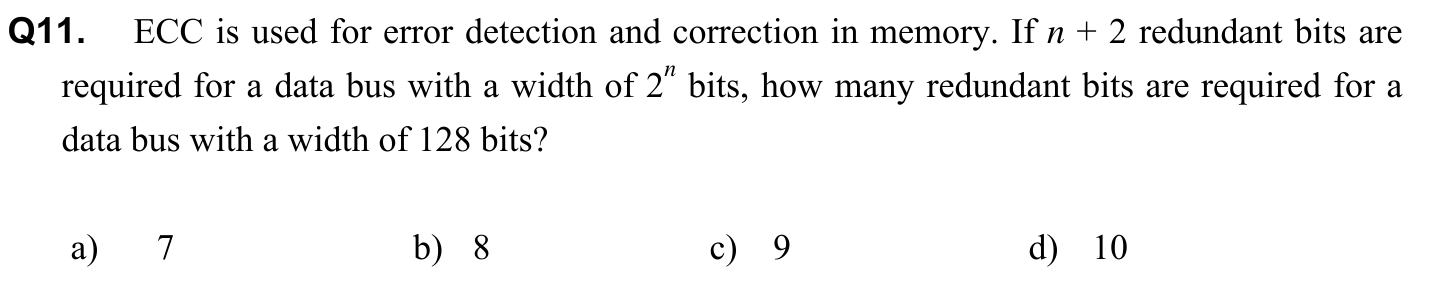 Q11. ECC is used for error detection and correction in memory. If n + 2 redundant bits are
required for a data bus with a width of 2ⁿ bits, how many redundant bits are required for a
data bus with a width of 128 bits?
a) 7 b) 8 c) 9 d) 10